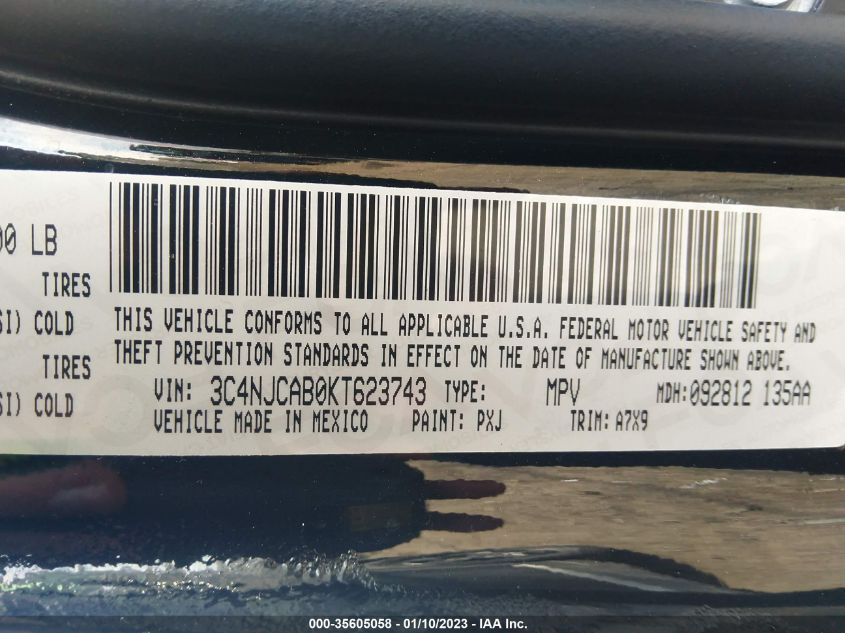 00 LB
TIRES
SI) COLD
TIRES
SI) COLD
THIS VEHICLE CONFORMS TO ALL APPLICABLE U.S.A. FEDERAL MOTOR VEHICLE SAFETY AND
THEFT PREVENTION STANDARDS IN EFFECT ON THE DATE OF MANUFACTURE SHOWN ABOVE.
VIN: 3C4NJCAB0KT623743 TYPE: MPV MDH:092812 135AA
VEHICLE MADE IN MEXICO PAINT: PXJ TRIM: A7X9
000-35605058 - 01/10/2023 - IAA Inc.